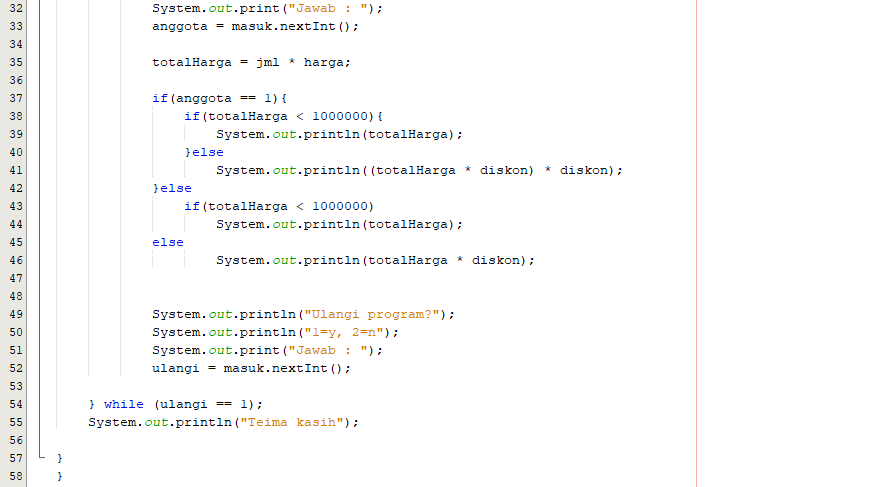 32 System.out.print("Jawab : ");
33 anggota = masuk.nextInt();
34
35 totalHarga = jml * harga;
36
37 if(anggota == 1){
38 if(totalHarga < 1000000){
39 System.out.println(totalHarga);
40 }else
41 System.out.println((totalHarga * diskon) * diskon);
42 }else
43 if(totalHarga < 1000000)
44 System.out.println(totalHarga);
45 else
46 System.out.println(totalHarga * diskon);
47
48
49 System.out.println("Ulangi program?");
50 System.out.println("1=y, 2=n");
51 System.out.print("Jawab : ");
52 ulangi = masuk.nextInt();
53
54 } while (ulangi == 1);
55 System.out.println("Teima kasih");
56
57 }
58 }